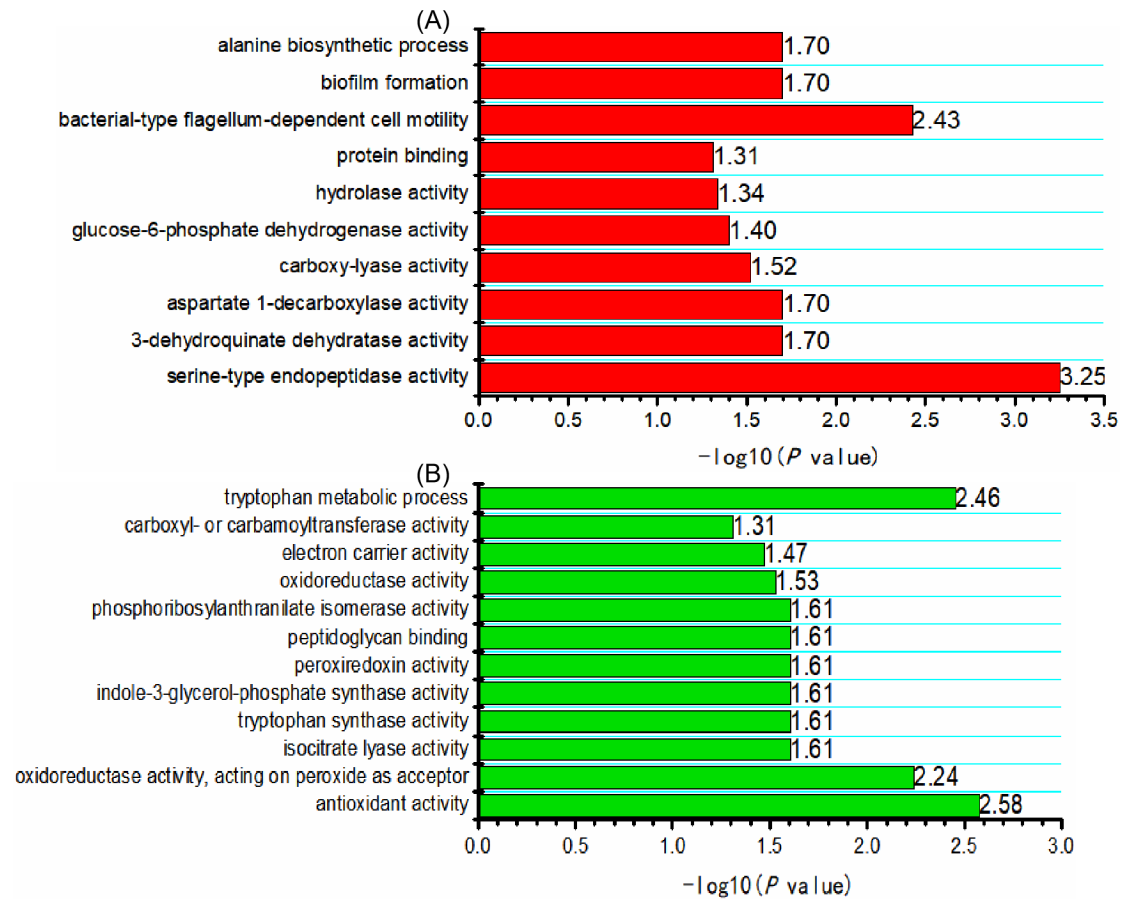 (A)
alanine biosynthetic process 1.70
biofilm formation 1.70
bacterial-type flagellum-dependent cell motility 2.43
protein binding 1.31
hydrolase activity 1.34
glucose-6-phosphate dehydrogenase activity 1.40
carboxy-lyase activity 1.52
aspartate 1-decarboxylase activity 1.70
3-dehydroquinate dehydratase activity 1.70
serine-type endopeptidase activity 3.25
0.0 0.5 1.0 1.5 2.0 2.5 3.0 3.5
-log10(P value)
(B)
tryptophan metabolic process 2.46
carboxyl- or carbamoyltransferase activity 1.31
electron carrier activity 1.47
oxidoreductase activity 1.53
phosphoribosylanthranilate isomerase activity 1.61
peptidoglycan binding 1.61
peroxiredoxin activity 1.61
indole-3-glycerol-phosphate synthase activity 1.61
tryptophan synthase activity 1.61
isocitrate lyase activity 1.61
oxidoreductase activity, acting on peroxide as acceptor 2.24
antioxidant activity 2.58
0.0 0.5 1.0 1.5 2.0 2.5 3.0
-log10(P value)